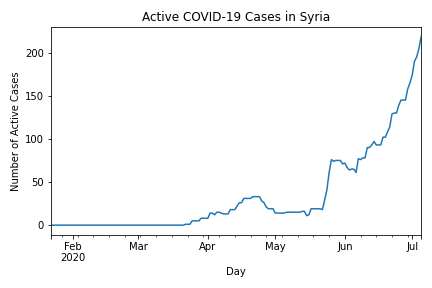 Active COVID-19 Cases in Syria
Number of Active Cases
200
150
100
50
0
Feb
2020
Mar
Apr
May
Jun
Jul
Day